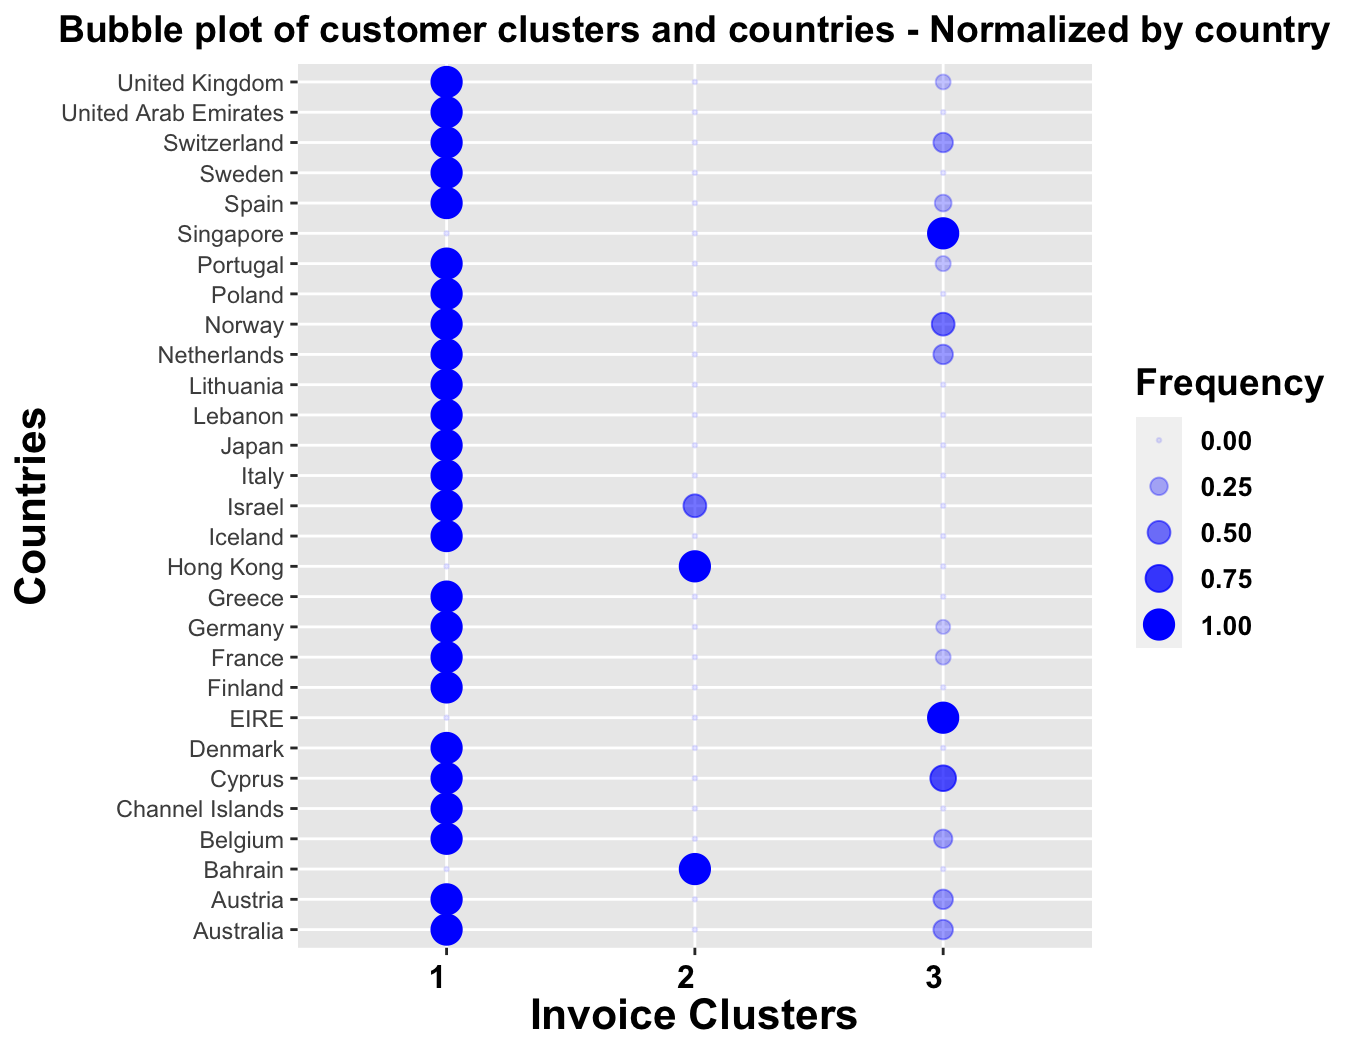 Bubble plot of customer clusters and countries - Normalized by country
United Kingdom
United Arab Emirates
Switzerland
Sweden
Spain
Singapore
Portugal
Poland
Norway
Netherlands
Lithuania
Lebanon
Japan
Italy
Israel
Iceland
Hong Kong
Greece
Germany
France
Finland
EIRE
Denmark
Cyprus
Channel Islands
Belgium
Bahrain
Austria
Australia
Countries
1
2
3
Invoice Clusters
Frequency
0.00
0.25
0.50
0.75
1.00